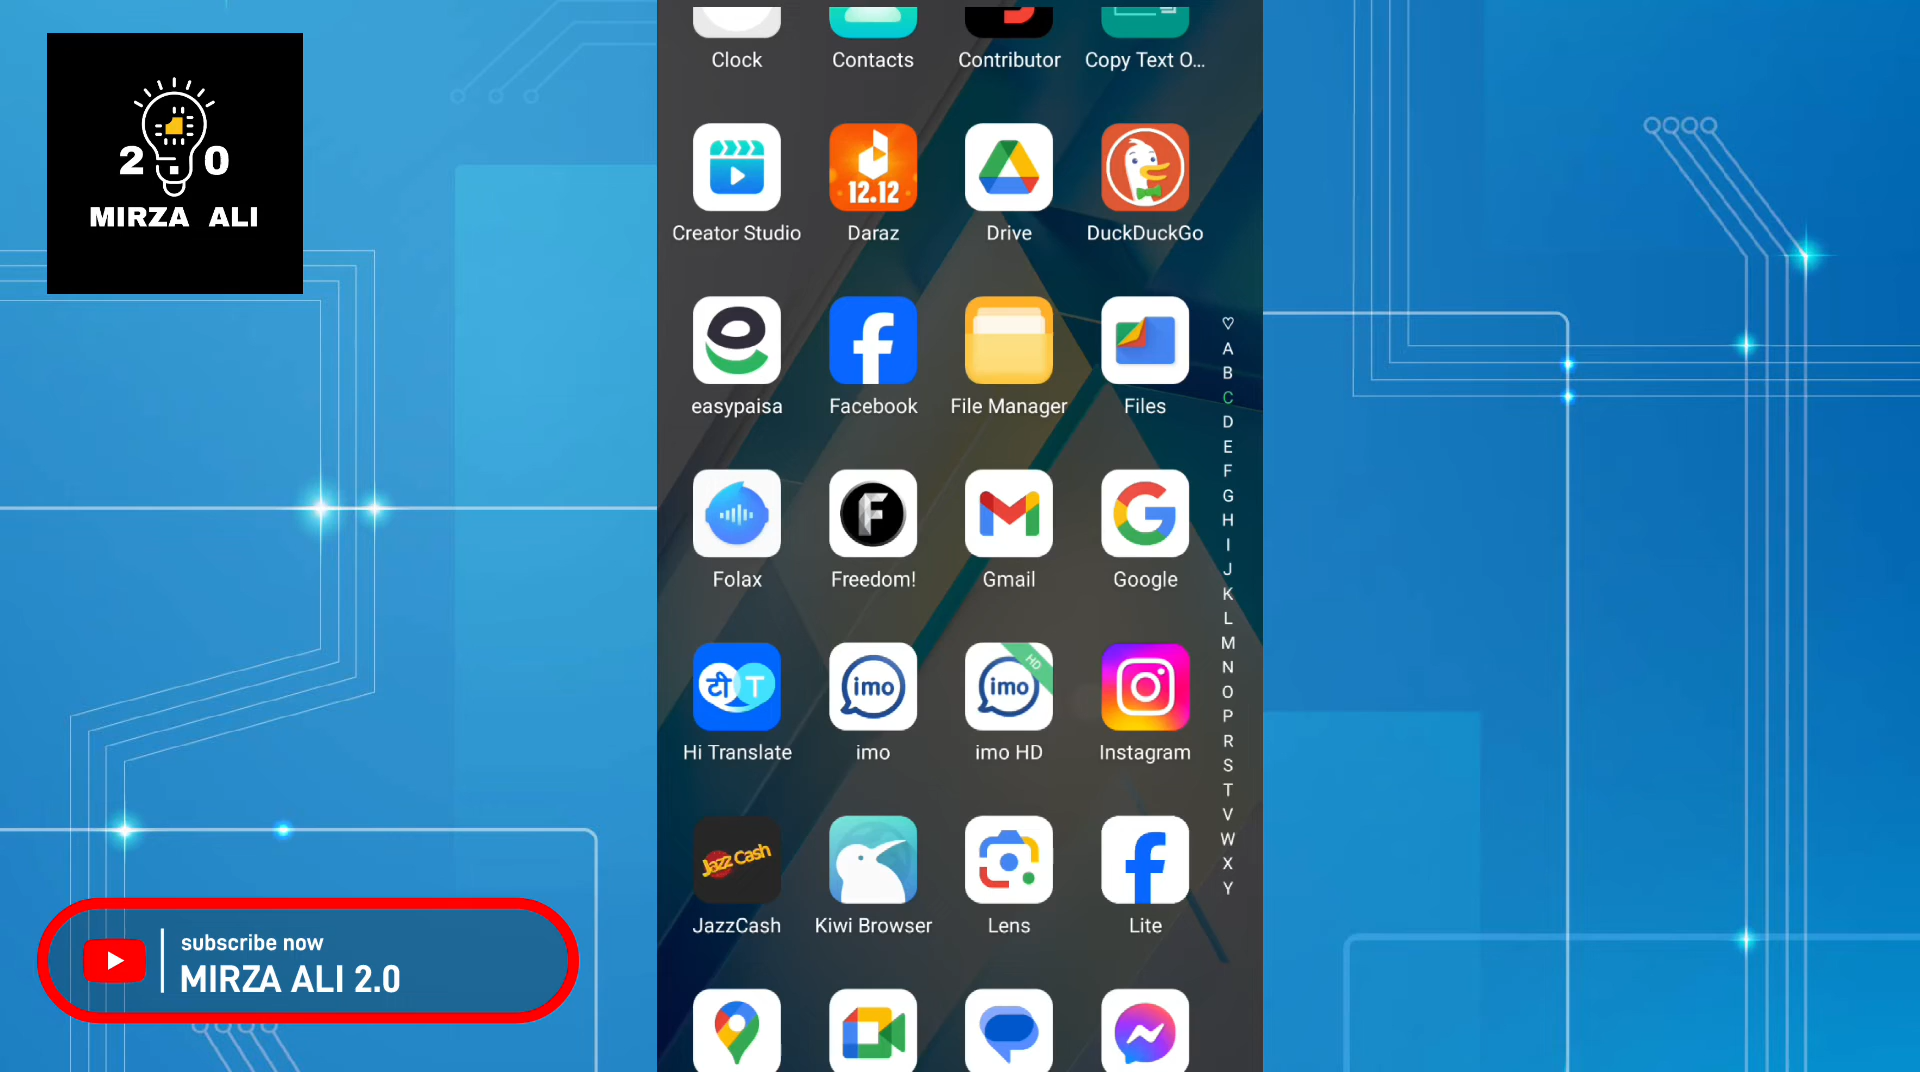 2 0
MIRZA ALI
Clock Contacts Contributor Copy Text O...
12.12
Creator Studio Daraz Drive DuckDuckGo
easypaisa Facebook File Manager Files
F
Folax Freedom! Gmail Google
टी T imo imo HD
Hi Translate imo imo HD Instagram
Jazz Cash
JazzCash Kiwi Browser Lens Lite
♡
A
B
C
D
E
F
G
H
I
J
K
L
M
N
O
P
R
S
T
V
W
X
Y
subscribe now
MIRZA ALI 2.0